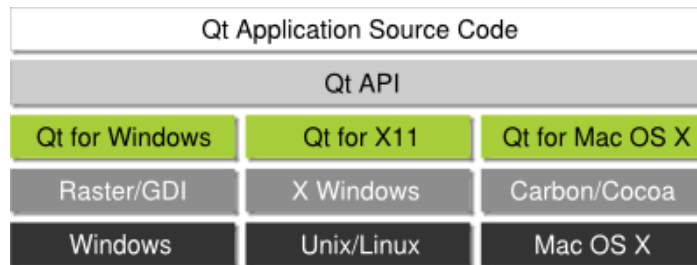 Qt Application Source Code
Qt API
Qt for Windows
Qt for X11
Qt for Mac OS X
Raster/GDI
X Windows
Carbon/Cocoa
Windows
Unix/Linux
Mac OS X